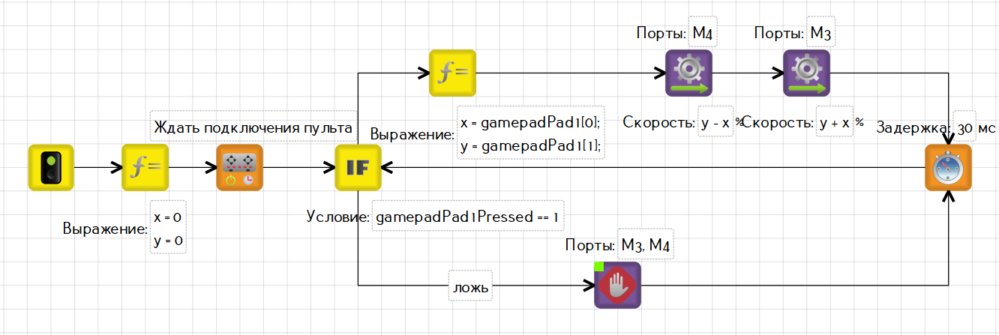 Порты: M4
Порты: M3
ƒ=
Выражение: x = gamepadPad1[0];
y = gamepadPad1[1];
Скорость: y - x %
Скорость: y + x %
Ждать подключения пульта
Задержка: 30 мс
ƒ=
IF
Выражение: x = 0
y = 0
Условие: gamepadPad1Pressed == 1
Порты: M3, M4
ложь